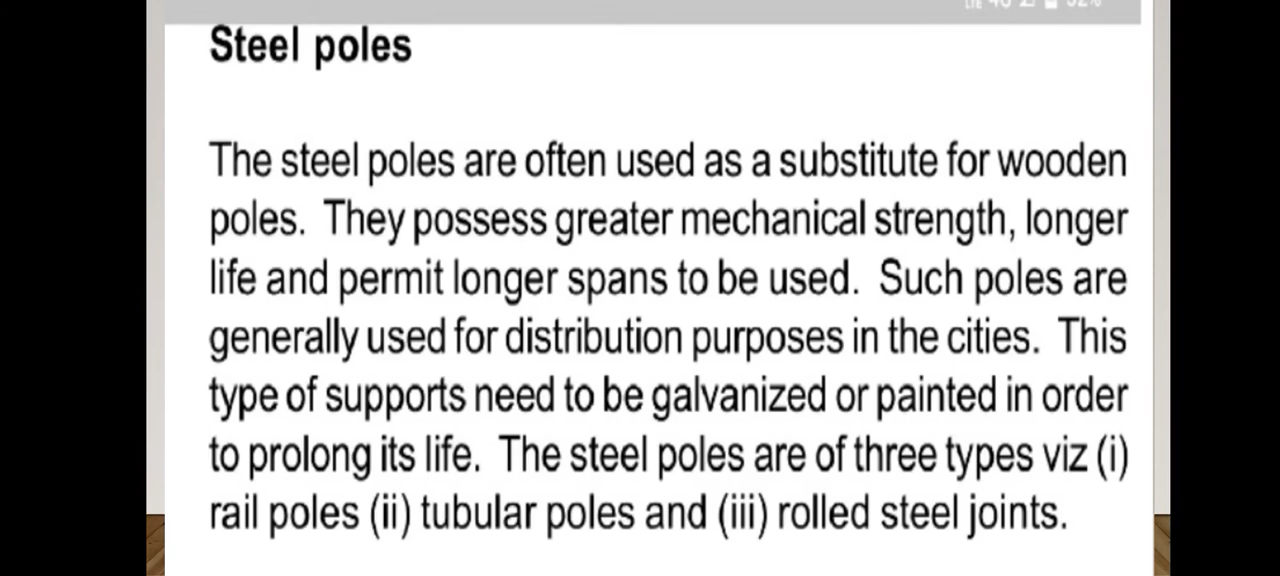 Steel poles
The steel poles are often used as a substitute for wooden
poles. They possess greater mechanical strength, longer
life and permit longer spans to be used. Such poles are
generally used for distribution purposes in the cities. This
type of supports need to be galvanized or painted in order
to prolong its life. The steel poles are of three types viz (i)
rail poles (ii) tubular poles and (iii) rolled steel joints.